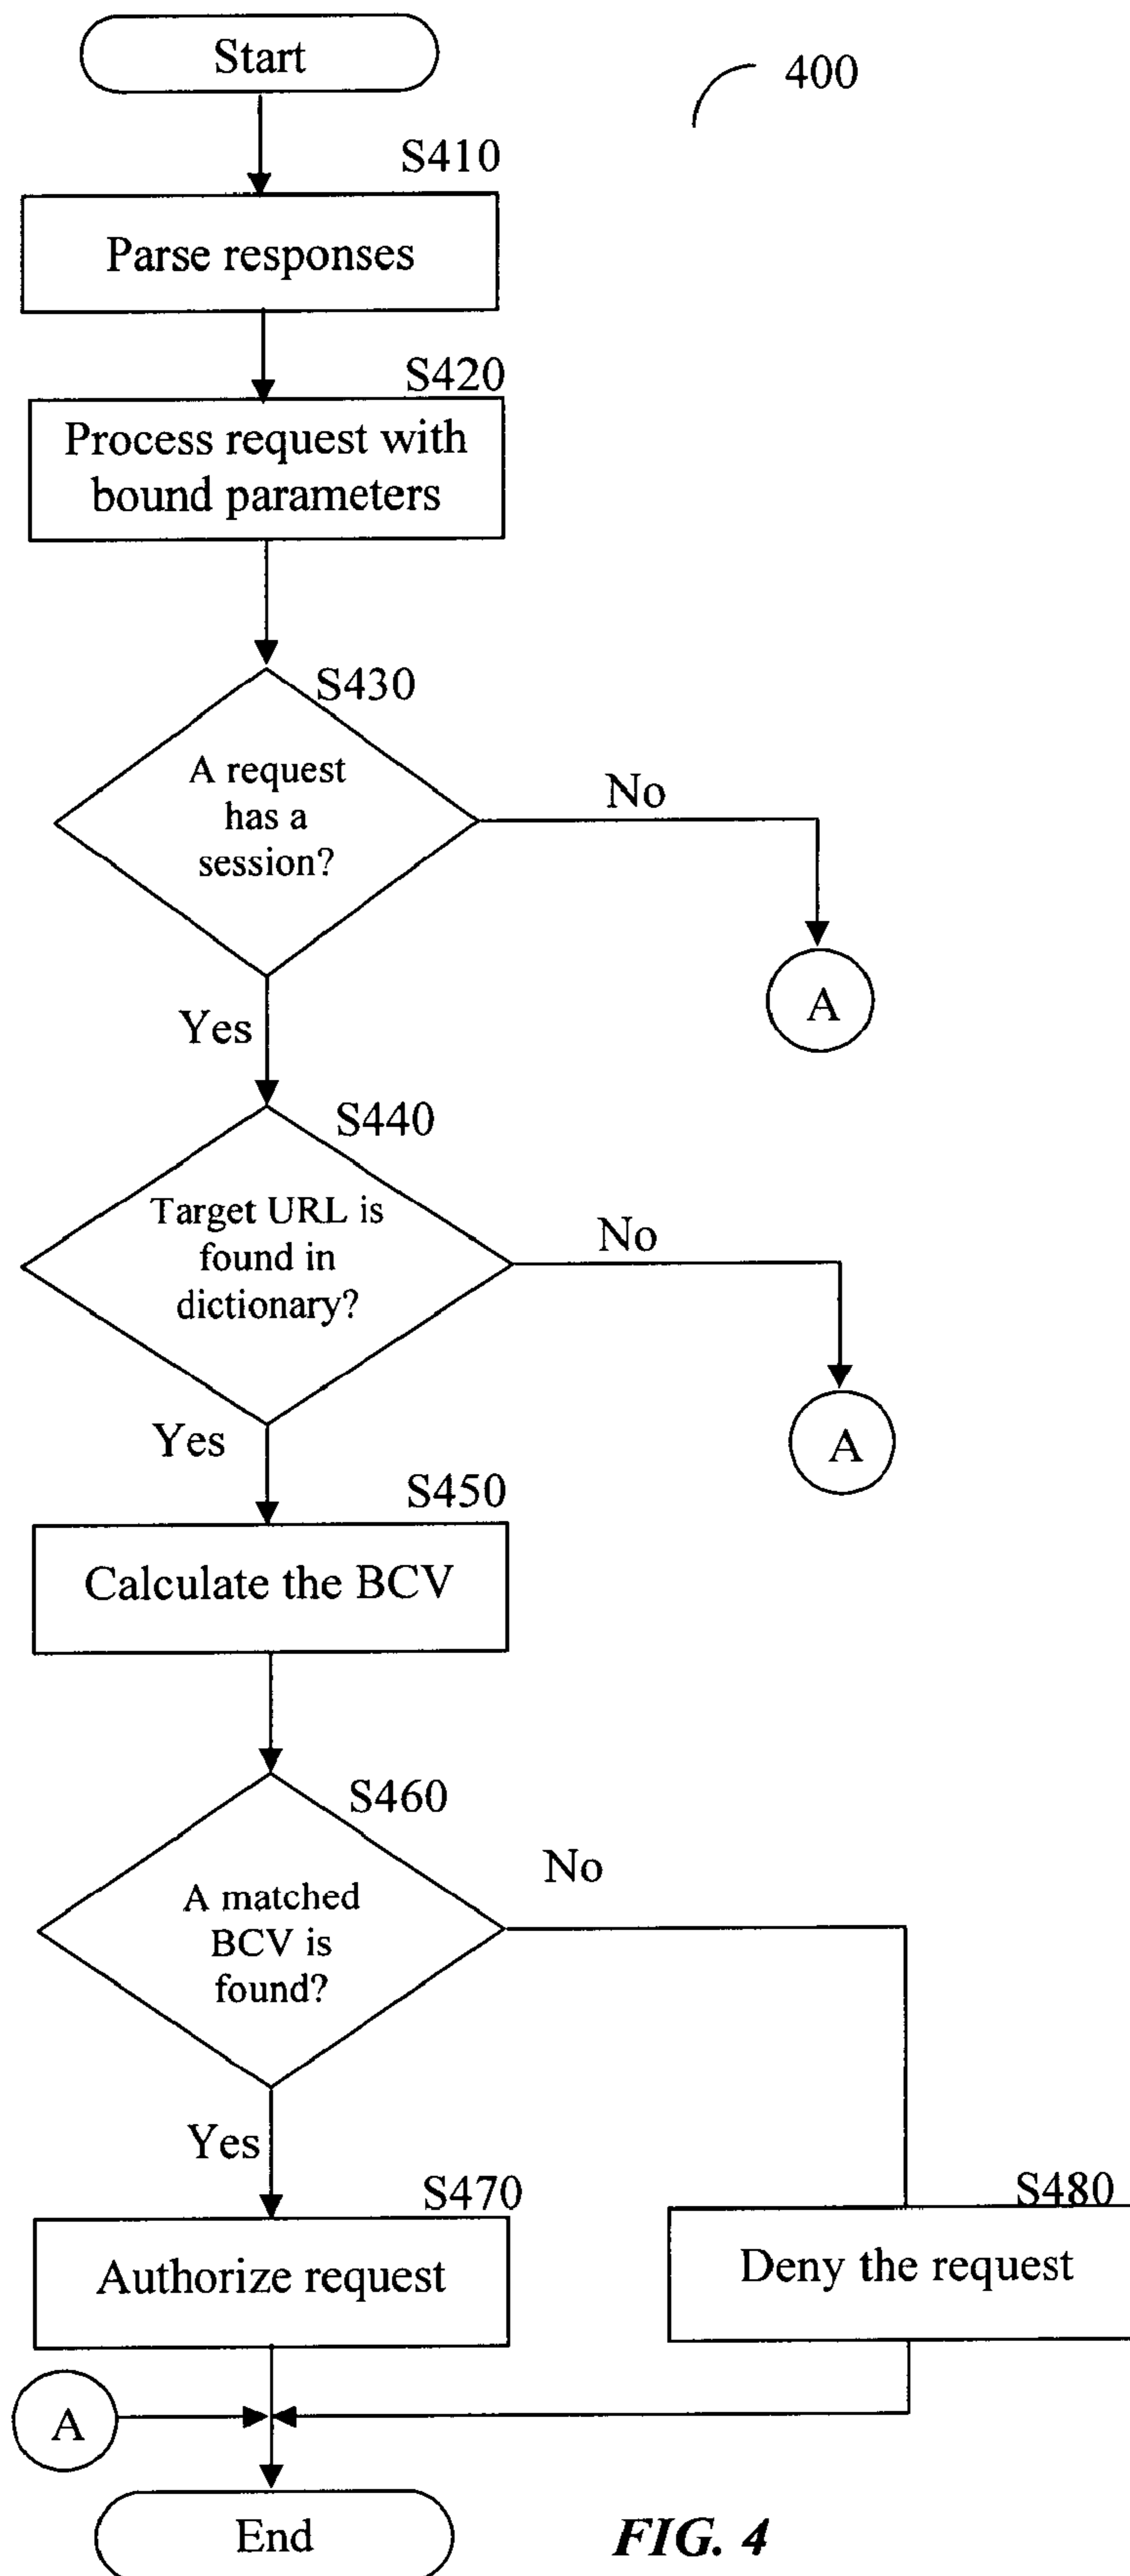 Start
400
S410
Parse responses
S420
Process request with
bound parameters
S430
A request
has a
session?
No
A
Yes
S440
Target URL is
found in
dictionary?
No
A
Yes
S450
Calculate the BCV
S460
A matched
BCV is
found?
No
Yes
S470
Authorize request
S480
Deny the request
A
End
FIG. 4